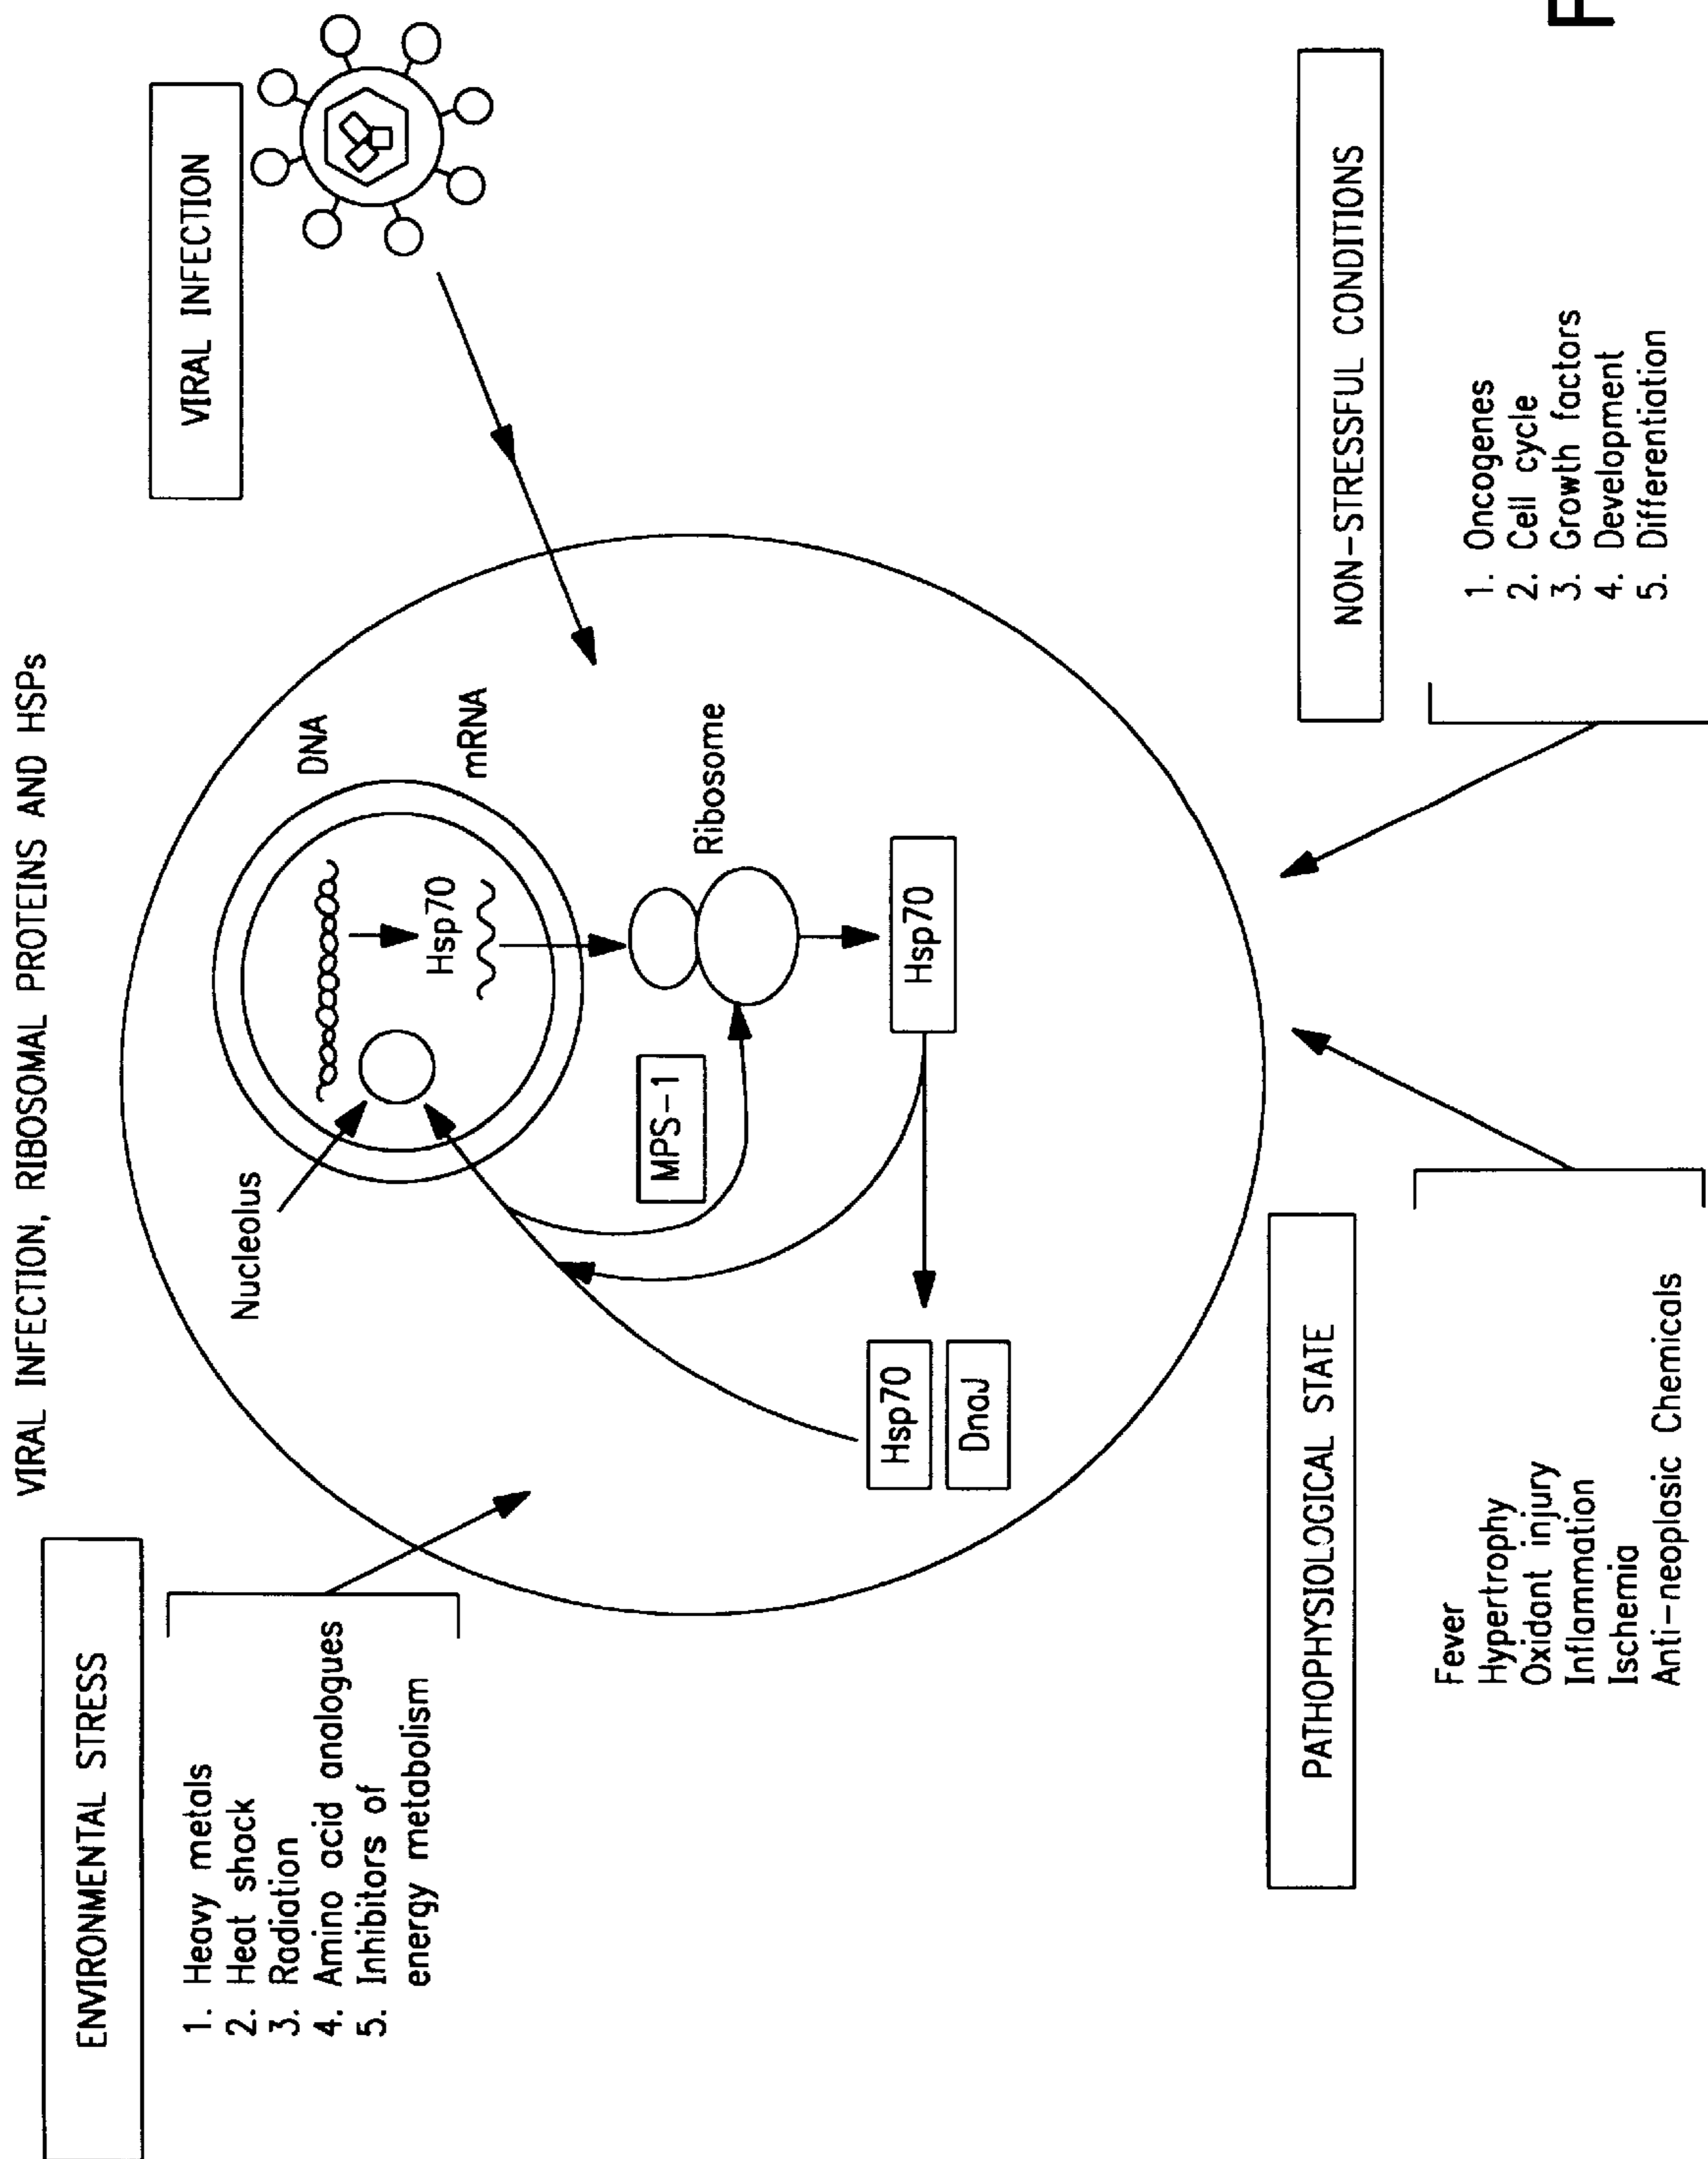 VIRAL INFECTION, RIBOSOMAL PROTEINS AND HSPs
ENVIRONMENTAL STRESS
1. Heavy metals
2. Heat shock
3. Radiation
4. Amino acid analogues
5. Inhibitors of
energy metabolism
VIRAL INFECTION
Nucleolus
DNA
Hsp70
mRNA
MPS-1
Ribosome
Hsp70
Hsp70
DnaJ
PATHOPHYSIOLOGICAL STATE
Fever
Hypertrophy
Oxidant injury
Inflammation
Ischemia
Anti-neoplasic Chemicals
NON-STRESSFUL CONDITIONS
1. Oncogenes
2. Cell cycle
3. Growth factors
4. Development
5. Differentiation